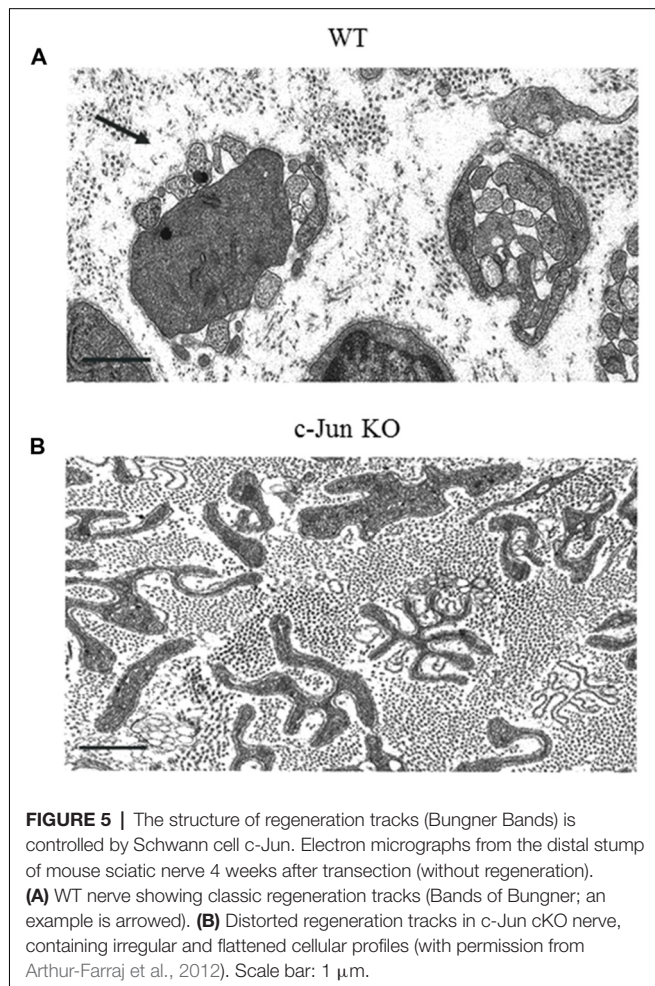 WT
A
c-Jun KO
B
FIGURE 5 | The structure of regeneration tracks (Bungner Bands) is
controlled by Schwann cell c-Jun. Electron micrographs from the distal stump
of mouse sciatic nerve 4 weeks after transection (without regeneration).
(A) WT nerve showing classic regeneration tracks (Bands of Bungner; an
example is arrowed). (B) Distorted regeneration tracks in c-Jun cKO nerve,
containing irregular and flattened cellular profiles (with permission from
Arthur-Farraj et al., 2012). Scale bar: 1 μm.